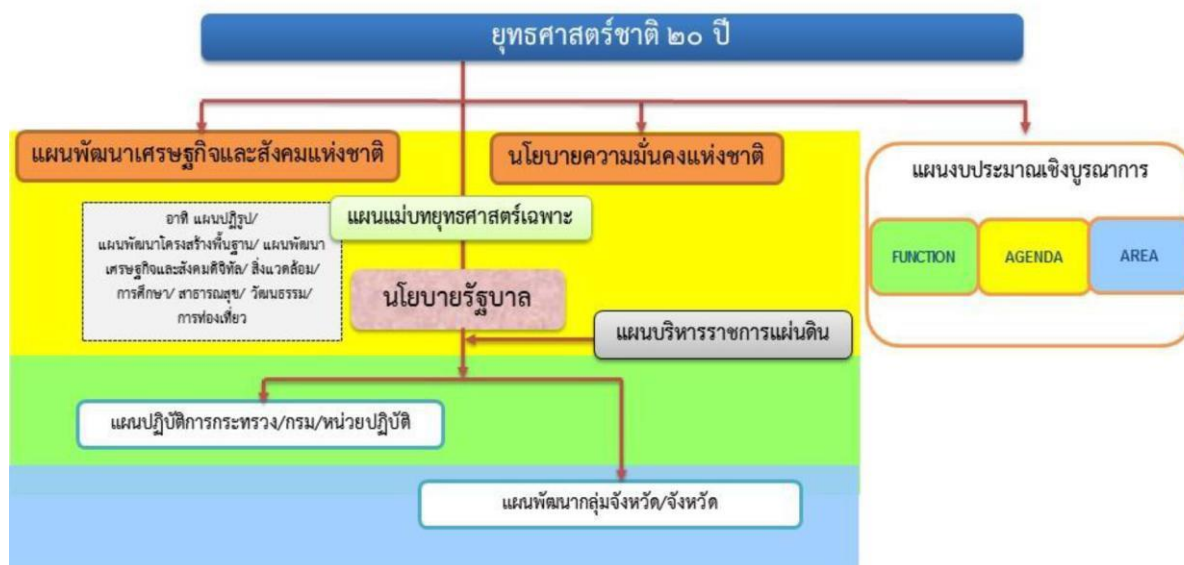 ยุทธศาสตร์ชาติ ๒๐ ปี
แผนพัฒนาเศรษฐกิจและสังคมแห่งชาติ
นโยบายความมั่นคงแห่งชาติ
แผนงบประมาณเชิงบูรณาการ
แผนแม่บทยุทธศาสตร์เฉพาะ
อาทิ แผนปฏิรูป/
แผนพัฒนาโครงสร้างพื้นฐาน/ แผนพัฒนา
เศรษฐกิจและสังคมดิจิทัล/ สิ่งแวดล้อม/
การศึกษา/ สาธารณสุข/ วัฒนธรรม/
การท่องเที่ยว
FUNCTION
AGENDA
AREA
นโยบายรัฐบาล
แผนบริหารราชการแผ่นดิน
แผนปฏิบัติการกระทรวง/กรม/หน่วยปฏิบัติ
แผนพัฒนากลุ่มจังหวัด/จังหวัด